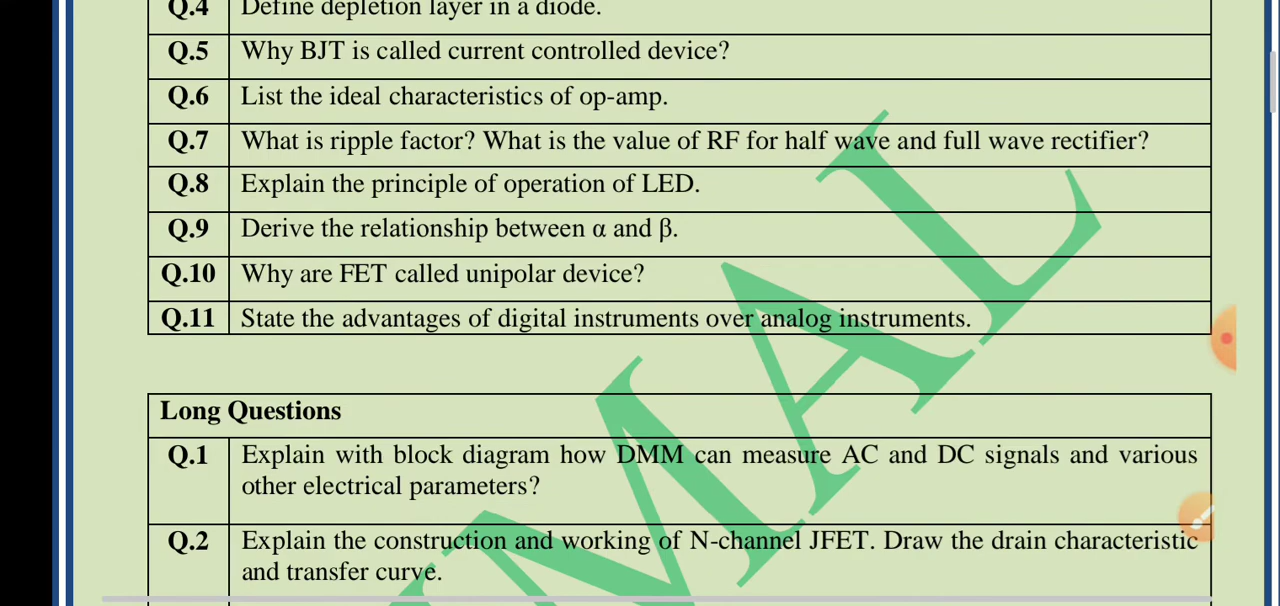 Q.4 Define depletion layer in a diode.
Q.5 Why BJT is called current controlled device?
Q.6 List the ideal characteristics of op-amp.
Q.7 What is ripple factor? What is the value of RF for half wave and full wave rectifier?
Q.8 Explain the principle of operation of LED.
Q.9 Derive the relationship between α and β.
Q.10 Why are FET called unipolar device?
Q.11 State the advantages of digital instruments over analog instruments.
Long Questions
Q.1 Explain with block diagram how DMM can measure AC and DC signals and various
other electrical parameters?
Q.2 Explain the construction and working of N-channel JFET. Draw the drain characteristic
and transfer curve.